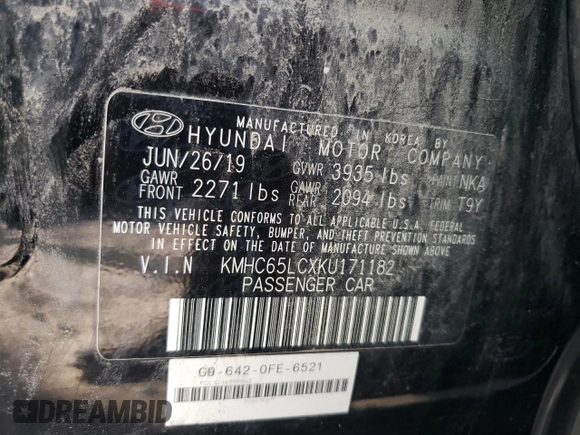 MANUFACTURED IN KOREA BY
HYUNDAI MOTOR COMPANY
JUN/26/19 GVWR 3935 lbs PAINT NKA
GAWR FRONT 2271 lbs GAWR REAR 2094 lbs TRIM T9Y
THIS VEHICLE CONFORMS TO ALL APPLICABLE U.S.A. FEDERAL
MOTOR VEHICLE SAFETY, BUMPER, AND THEFT PREVENTION STANDARDS
IN EFFECT ON THE DATE OF MANUFACTURE SHOWN ABOVE.
V.I.N KMHC65LCXKU171182
PASSENGER CAR
G9-642-0FE-6521
DREAMBID